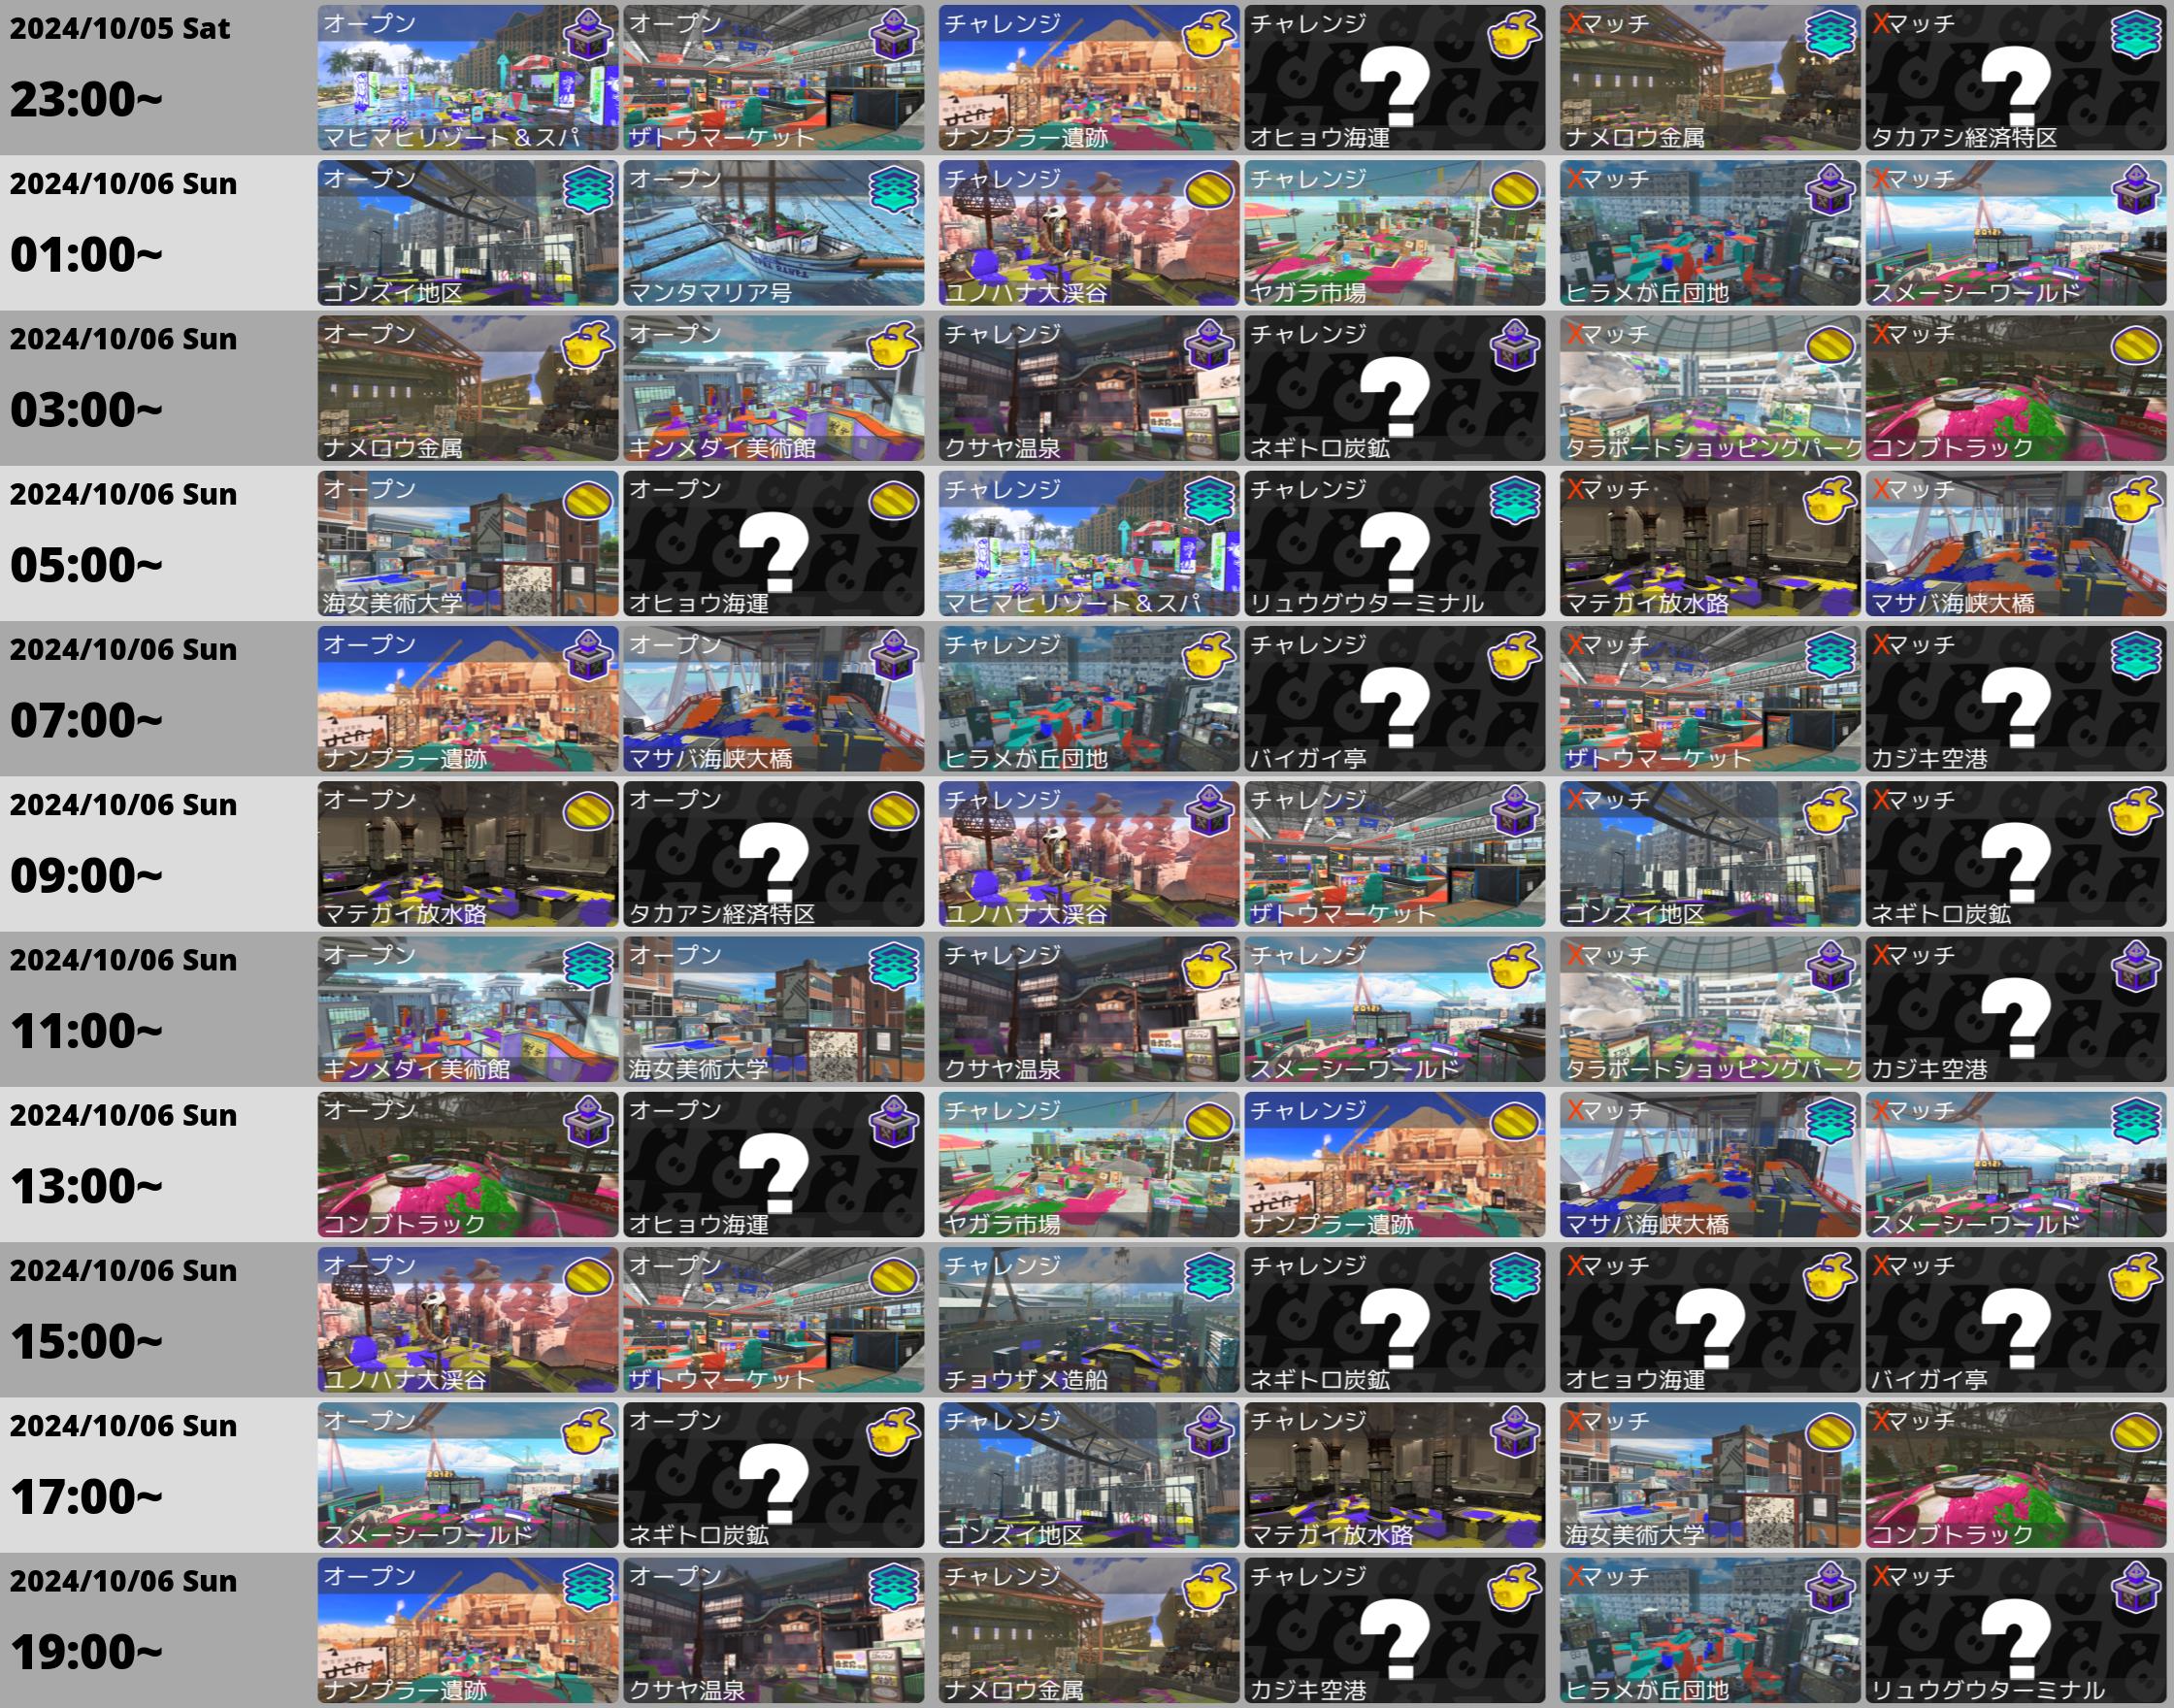 2024/10/05 Sat
23:00~
オープン
マヒマヒリゾート＆スパ
オープン
ザトウマーケット
チャレンジ
ナンプラー遺跡
チャレンジ
?
オヒョウ海運
Xマッチ
ナメロウ金属
Xマッチ
?
タカアシ経済特区
2024/10/06 Sun
01:00~
オープン
ゴンズイ地区
オープン
マンタマリア号
チャレンジ
ユノハナ大渓谷
チャレンジ
ヤガラ市場
Xマッチ
ヒラメが丘団地
Xマッチ
スメーシーワールド
2024/10/06 Sun
03:00~
オープン
ナメロウ金属
オープン
キンメダイ美術館
チャレンジ
クサヤ温泉
チャレンジ
?
ネギトロ炭鉱
Xマッチ
タラポートショッピングパーク
Xマッチ
コンブトラック
2024/10/06 Sun
05:00~
オープン
海女美術大学
オープン
?
オヒョウ海運
チャレンジ
マヒマヒリゾート＆スパ
チャレンジ
?
リュウグウターミナル
Xマッチ
マテガイ放水路
Xマッチ
マサバ海峡大橋
2024/10/06 Sun
07:00~
オープン
ナンプラー遺跡
オープン
マサバ海峡大橋
チャレンジ
ヒラメが丘団地
チャレンジ
?
バイガイ亭
Xマッチ
ザトウマーケット
Xマッチ
?
カジキ空港
2024/10/06 Sun
09:00~
オープン
マテガイ放水路
オープン
?
タカアシ経済特区
チャレンジ
ユノハナ大渓谷
チャレンジ
ザトウマーケット
Xマッチ
ゴンズイ地区
Xマッチ
?
ネギトロ炭鉱
2024/10/06 Sun
11:00~
オープン
キンメダイ美術館
オープン
海女美術大学
チャレンジ
クサヤ温泉
チャレンジ
スメーシーワールド
Xマッチ
タラポートショッピングパーク
Xマッチ
?
カジキ空港
2024/10/06 Sun
13:00~
オープン
コンブトラック
オープン
?
オヒョウ海運
チャレンジ
ヤガラ市場
チャレンジ
ナンプラー遺跡
Xマッチ
マサバ海峡大橋
Xマッチ
スメーシーワールド
2024/10/06 Sun
15:00~
オープン
ユノハナ大渓谷
オープン
ザトウマーケット
チャレンジ
チョウザメ造船
チャレンジ
?
ネギトロ炭鉱
Xマッチ
?
オヒョウ海運
Xマッチ
?
バイガイ亭
2024/10/06 Sun
17:00~
オープン
スメーシーワールド
オープン
?
ネギトロ炭鉱
チャレンジ
ゴンズイ地区
チャレンジ
マテガイ放水路
Xマッチ
海女美術大学
Xマッチ
コンブトラック
2024/10/06 Sun
19:00~
オープン
ナンプラー遺跡
オープン
クサヤ温泉
チャレンジ
ナメロウ金属
チャレンジ
?
カジキ空港
Xマッチ
ヒラメが丘団地
Xマッチ
?
リュウグウターミナル